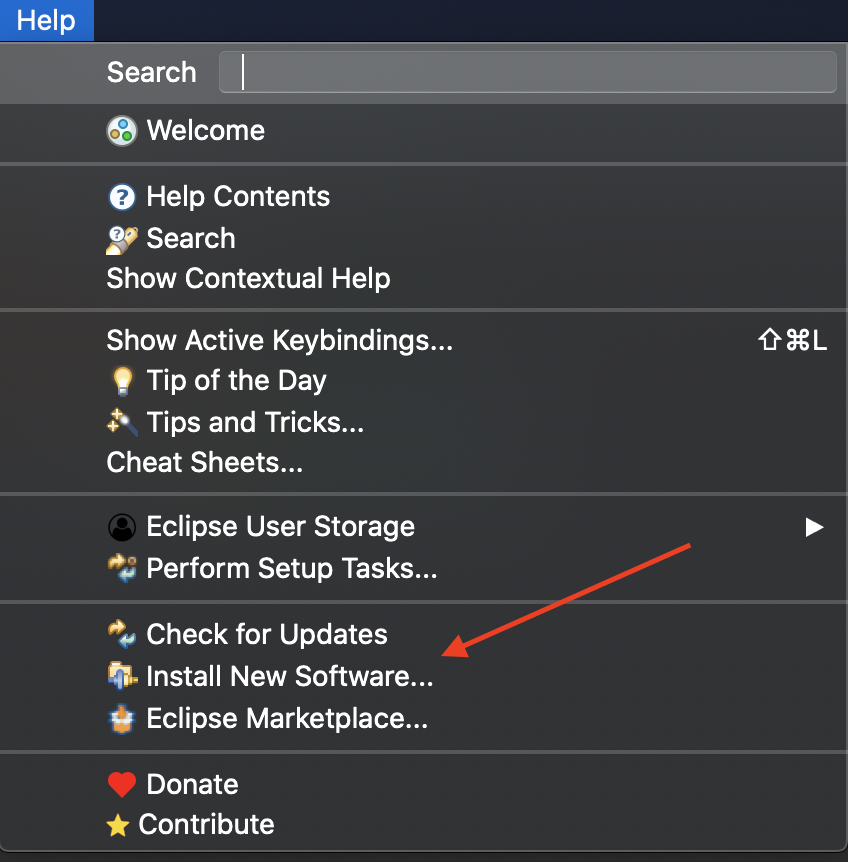 Help
Search
Welcome
Help Contents
Search
Show Contextual Help
Show Active Keybindings... ⇧⌘L
Tip of the Day
Tips and Tricks...
Cheat Sheets...
Eclipse User Storage
Perform Setup Tasks...
Check for Updates
Install New Software...
Eclipse Marketplace...
Donate
Contribute